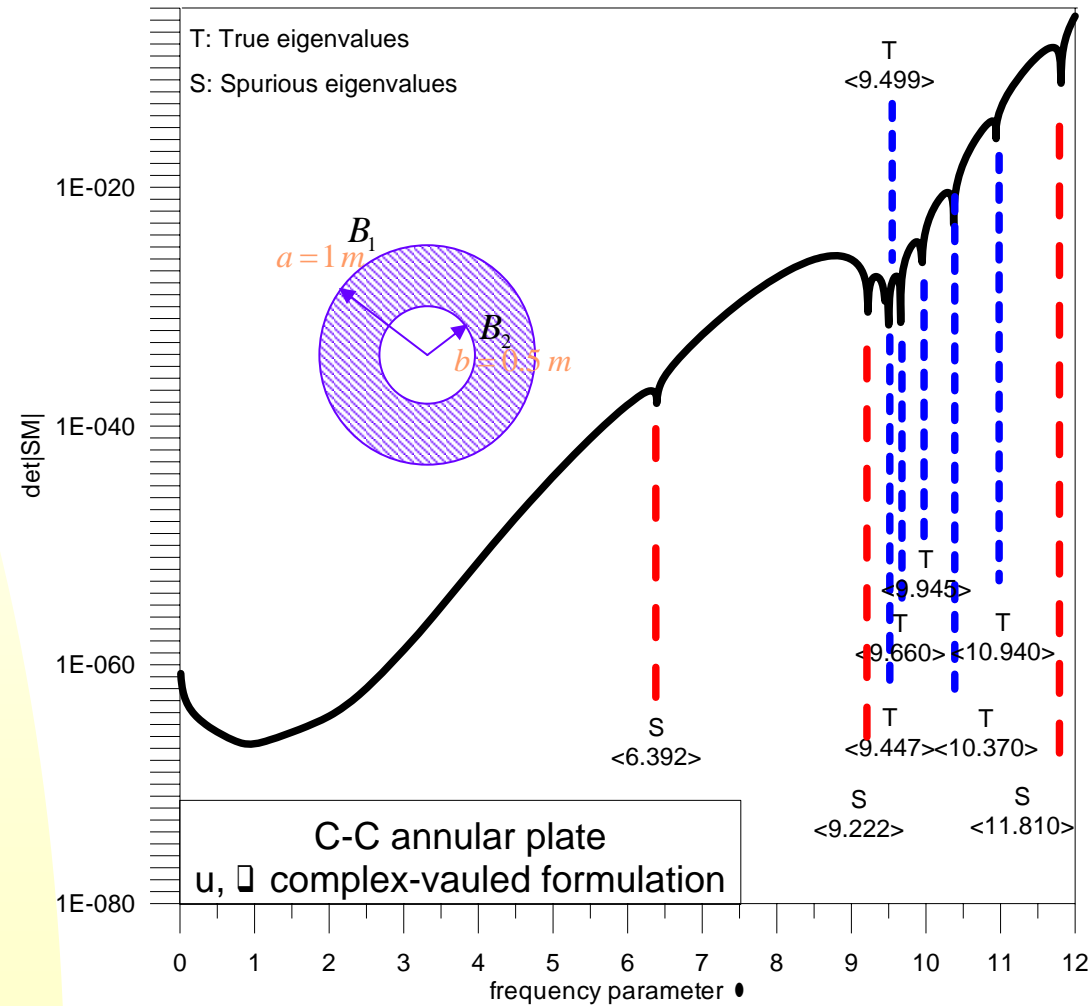 T: True eigenvalues
S: Spurious eigenvalues
T
<9.499>
1E-020
det|SM|
B1
a = 1 m
B2
b = 0.5 m
1E-040
T
<9.945>
T
<9.660>
T
<10.940>
1E-060
S
<6.392>
T
<9.447>
T
<10.370>
S
<9.222>
S
<11.810>
C-C annular plate
u, complex-vauled formulation
1E-080
0 1 2 3 4 5 6 7 8 9 10 11 12
frequency parameter